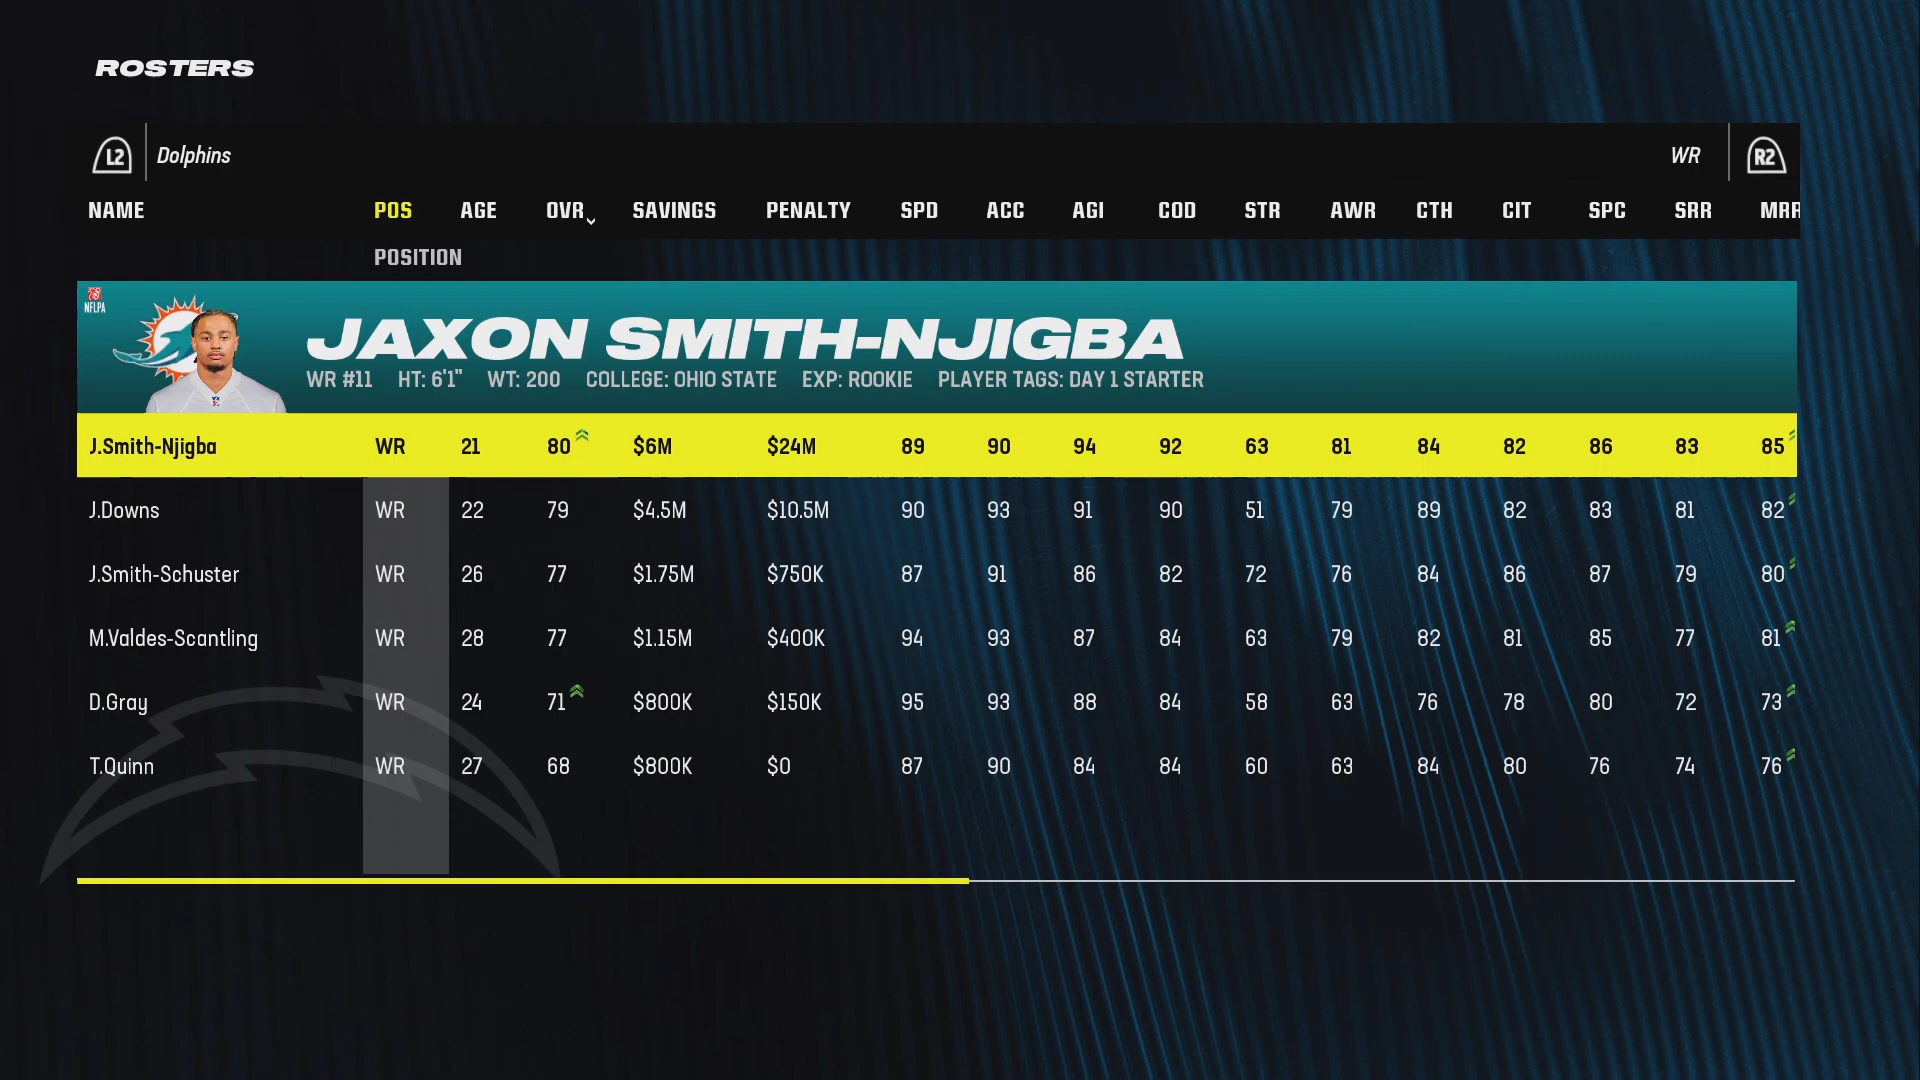 ROSTERS
L2 Dolphins WR R2
NAME POS AGE OVR SAVINGS PENALTY SPD ACC AGI COD STR AWR CTH CIT SPC SRR MRR
POSITION
NFLPA
JAXON SMITH-NJIGBA
WR #11 HT: 6'1" WT: 200 COLLEGE: OHIO STATE EXP: ROOKIE PLAYER TAGS: DAY 1 STARTER
J.Smith-Njigba WR 21 80 $6M $24M 89 90 94 92 63 81 84 82 86 83 85
J.Downs WR 22 79 $4.5M $10.5M 90 93 91 90 51 79 89 82 83 81 82
J.Smith-Schuster WR 26 77 $1.75M $750K 87 91 86 82 72 76 84 86 87 79 80
M.Valdes-Scantling WR 28 77 $1.15M $400K 94 93 87 84 63 79 82 81 85 77 81
D.Gray WR 24 71 $800K $150K 95 93 88 84 58 63 76 78 80 72 73
T.Quinn WR 27 68 $800K $0 87 90 84 84 60 63 84 80 76 74 76